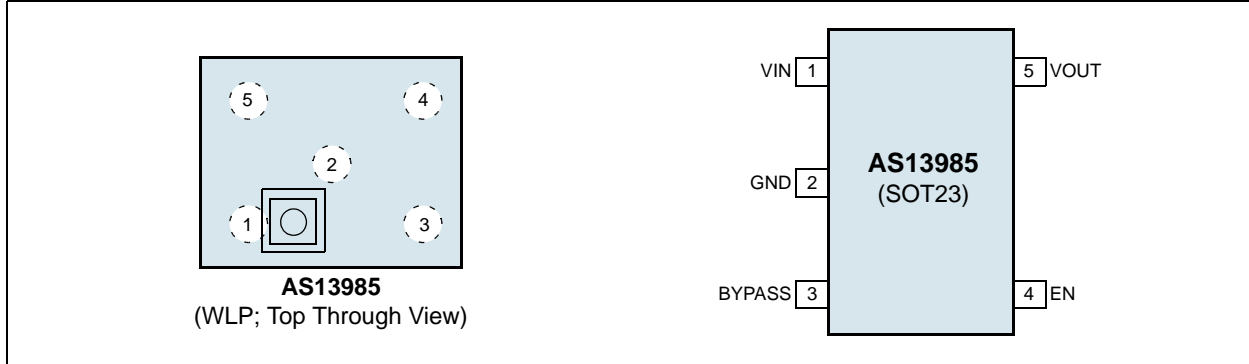 5
4
2
1
3
AS13985
(WLP; Top Through View)
VIN 1
5 VOUT
GND 2
AS13985
(SOT23)
BYPASS 3
4 EN